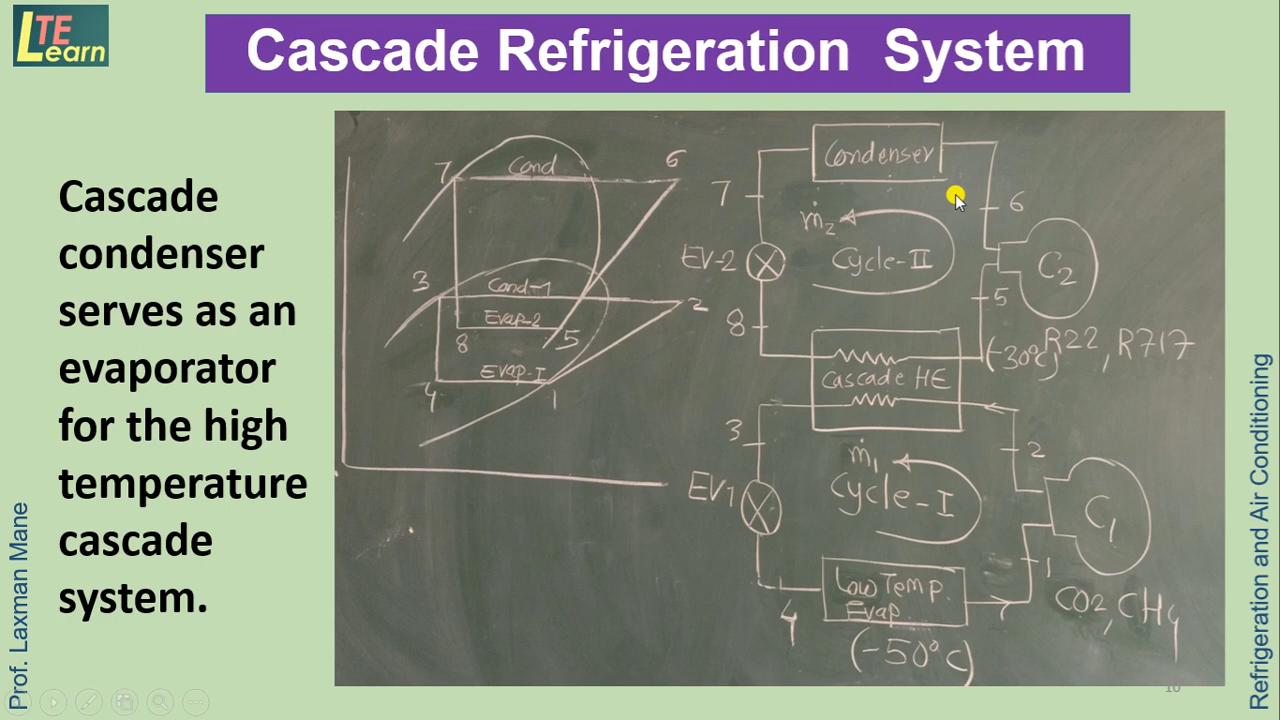 LTE
Learn
Cascade Refrigeration System
Cascade
condenser
serves as an
evaporator
for the high
temperature
cascade
system.
Prof. Laxman Mane
7
Cond
6
3
Cond-1
2
Evap-2
8
5
Evap-I
4
1
Condenser
7
6
ṁ2
EV-2
Cycle-II
C2
5
8
(-30°C)
R22, R717
Cascade HE
3
ṁ1
2
EV1
Cycle-I
C1
1
Low Temp.
Evap.
4
CO2, CH4
(-50°C)
Refrigeration and Air Conditioning
10